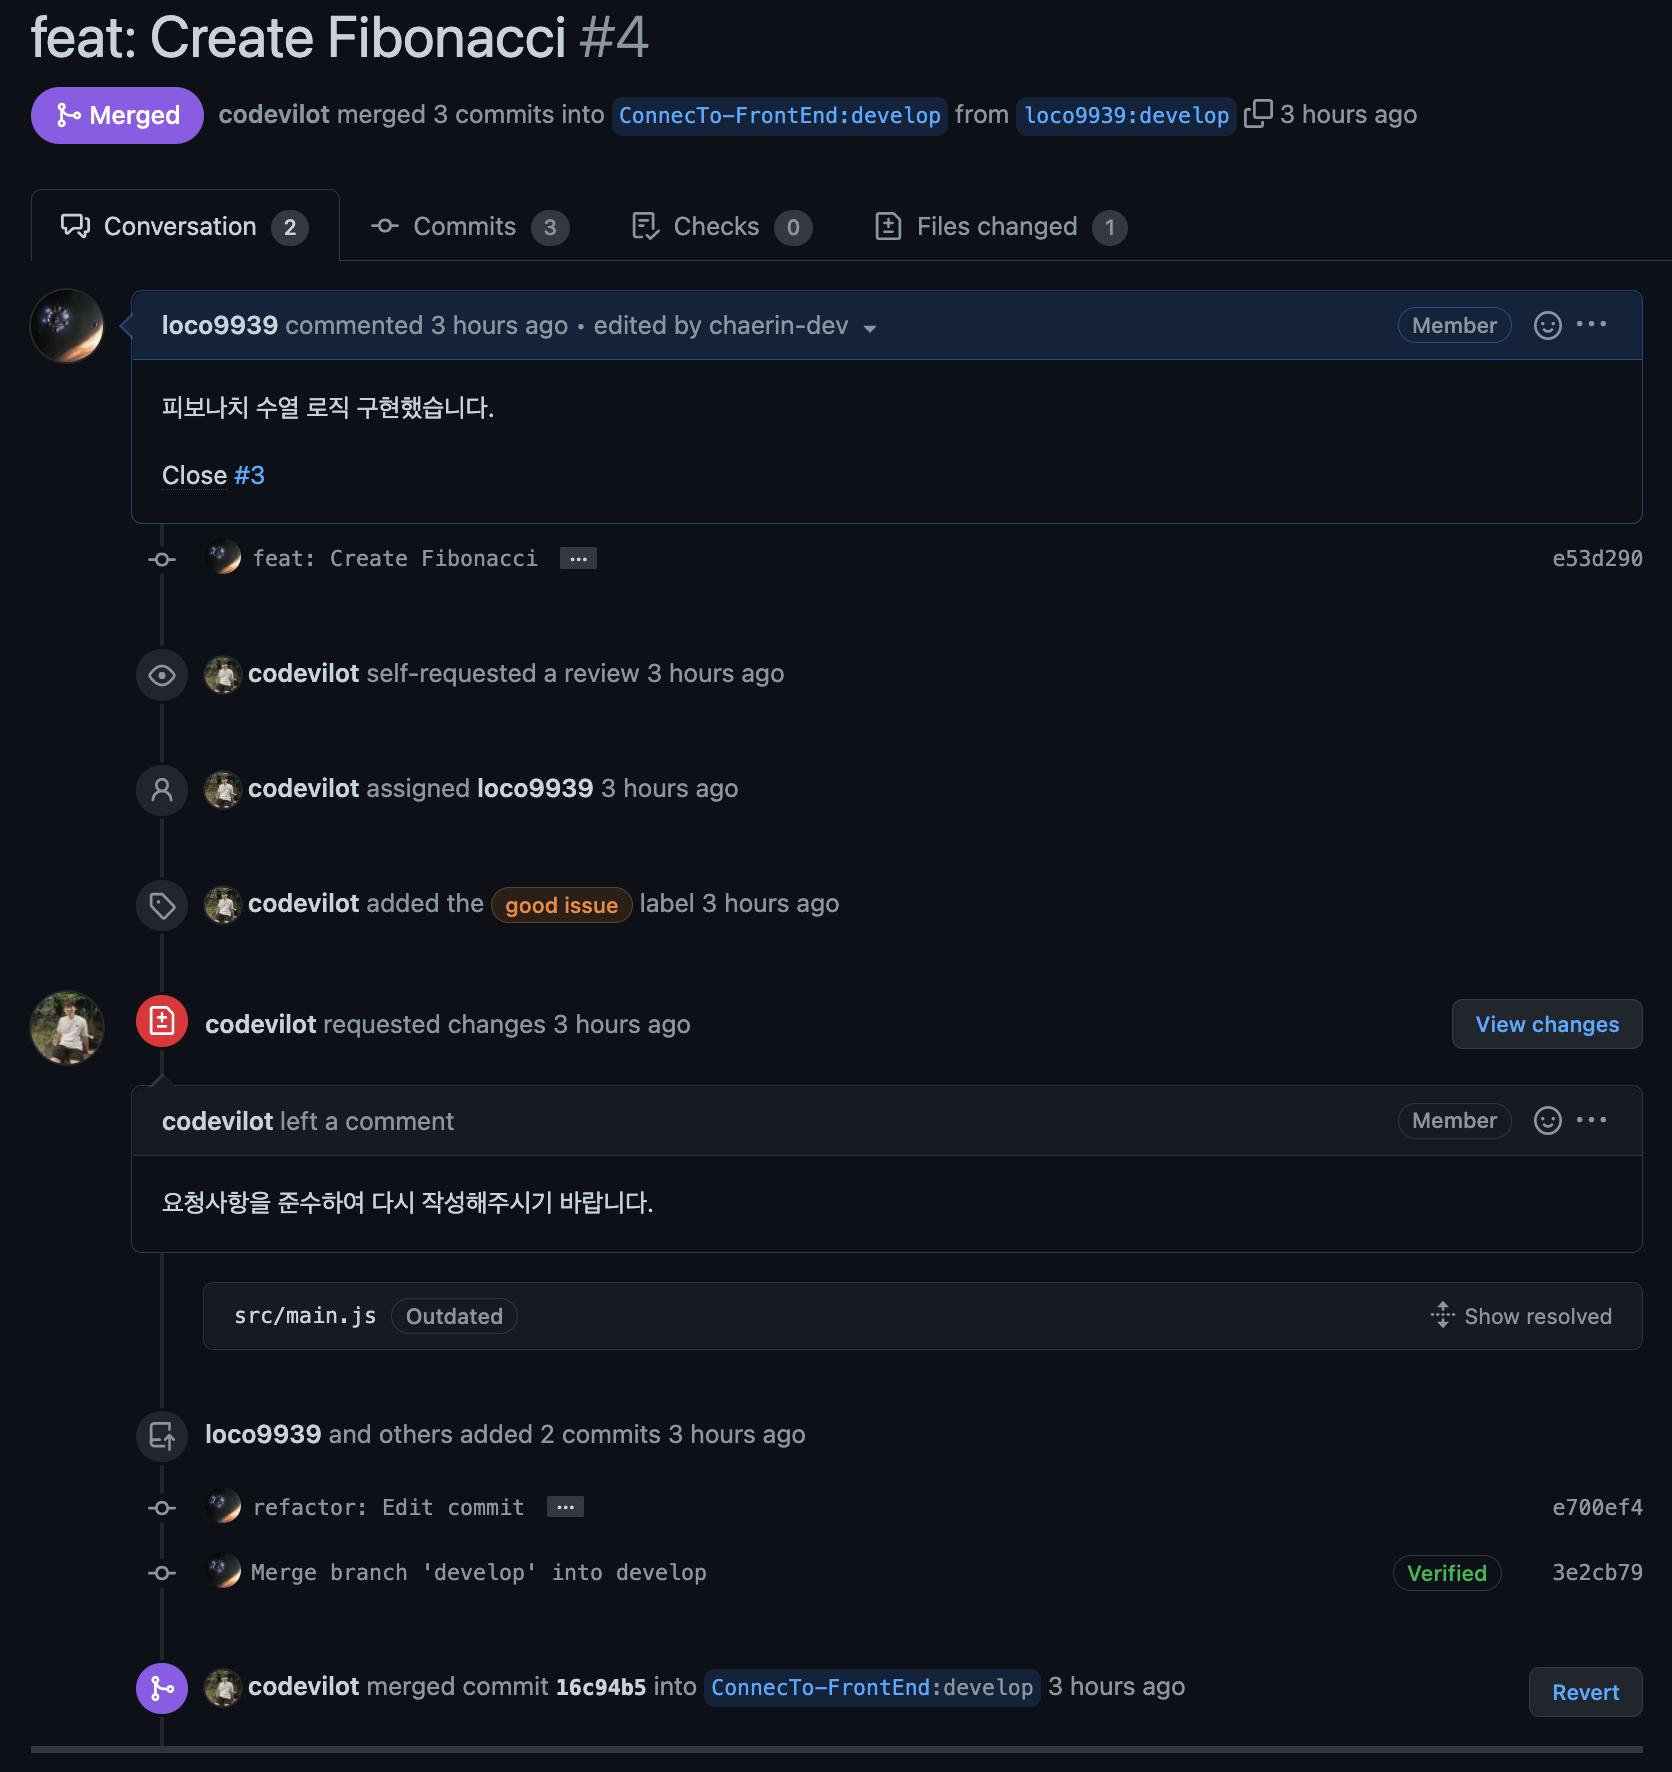 feat: Create Fibonacci #4
Merged codevilot merged 3 commits into ConnecTo-FrontEnd:develop from loco9939:develop 3 hours ago
Conversation 2 Commits 3 Checks 0 Files changed 1
loco9939 commented 3 hours ago • edited by chaerin-dev Member
피보나치 수열 로직 구현했습니다.
Close #3
feat: Create Fibonacci … e53d290
codevilot self-requested a review 3 hours ago
codevilot assigned loco9939 3 hours ago
codevilot added the good issue label 3 hours ago
codevilot requested changes 3 hours ago View changes
codevilot left a comment Member
요청사항을 준수하여 다시 작성해주시기 바랍니다.
src/main.js Outdated Show resolved
loco9939 and others added 2 commits 3 hours ago
refactor: Edit commit … e700ef4
Merge branch 'develop' into develop Verified 3e2cb79
codevilot merged commit 16c94b5 into ConnecTo-FrontEnd:develop 3 hours ago Revert